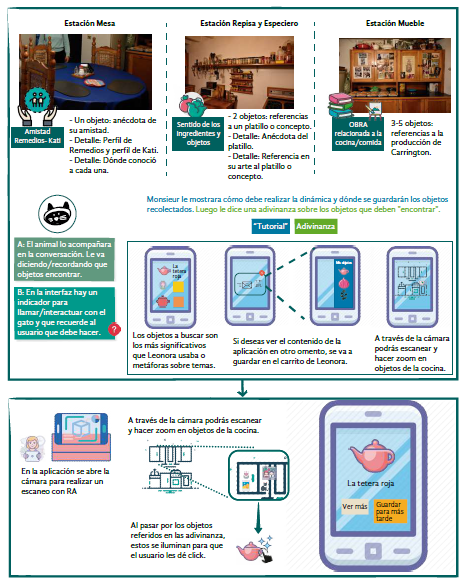 Estación Mesa
Estación Repisa y Especiero
Estación Mueble
Amistad
Remedios- Kati
- Un objeto: anécdota de
su amistad.
- Detalle: Perfil de
Remedios y perfil de Kati.
- Detalle: Dónde conoció
a cada una.
Sentido de los
ingredientes y
objetos
- 2 objetos: referencias
a un platillo o concepto.
- Detalle: Anécdota del
platillo.
- Detalle: Referencia en
su arte al platillo o
concepto.
OBRA
relacionada a la
cocina/comida
3-5 objetos:
referencias a la
producción de
Carrington.
Monsieur le mostrara cómo debe realizar la dinámica y dónde se guardarán los objetos
recolectados. Luego le dice una adivinanza sobre los objetos que deben "encontrar".
"Tutorial"
Adivinanza
A: El animal lo acompañara
en la conversación. Le va
diciendo/recordando que
objetos encontrar.
B: En la interfaz hay un
indicador para
llamar/interactuar con el
gato y que recuerde al
usuario que debe hacer.
?
La
tetera
roja
Los objetos a buscar son
los más significativos
que Leonora usaba o
metáforas sobre temas.
Si deseas ver el contenido de la
aplicación en otro omento, se va a
guardar en el carrito de Leonora.
A través de la cámara
podrás escanear y
hacer zoom en
objetos de la cocina.
En la aplicación se abre la
cámara para realizar un
escaneo con RA
A través de la cámara podrás escanear
y hacer zoom en objetos de la cocina.
Al pasar por los objetos
referidos en las adivinanza,
estos se iluminan para que
el usuario les dé click.
La tetera roja
Ver más
Guardar
para más
tarde